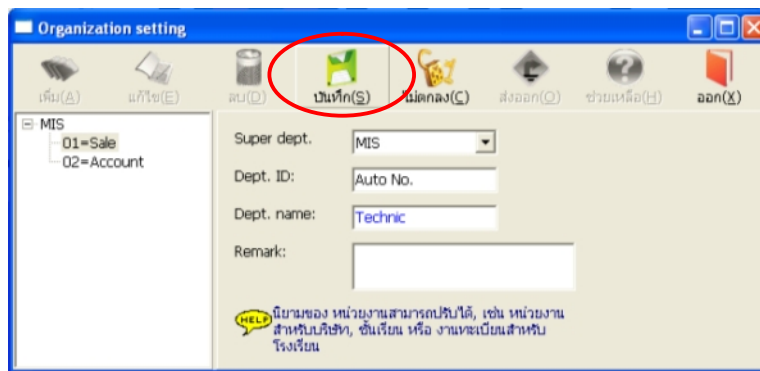 Organization setting
เพิ่ม(A) แก้ไข(E) ลบ(D) บันทึก(S) ไม่ตกลง(C) ส่งออก(O) ช่วยเหลือ(H) ออก(X)
MIS
01=Sale
02=Account
Super dept. MIS
Dept. ID: Auto No.
Dept. name: Technic
Remark:
HELP นิยามของ หน่วยงานสามารถปรับได้, เช่น หน่วยงาน
สำหรับบริษัท, ชั้นเรียน หรือ งานทะเบียนสำหรับ
โรงเรียน